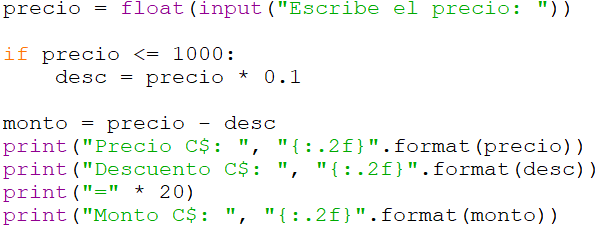 precio = float(input("Escribe el precio: "))
if precio <= 1000:
    desc = precio * 0.1
monto = precio - desc
print("Precio C$: ", "{:.2f}".format(precio))
print("Descuento C$: ", "{:.2f}".format(desc))
print("=" * 20)
print("Monto C$: ", "{:.2f}".format(monto))